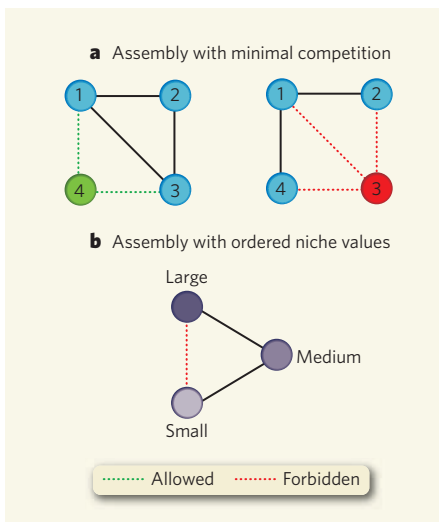 a Assembly with minimal competition
1 2
4 3
1 2
4 3
b Assembly with ordered niche values
Large
Medium
Small
Allowed Forbidden